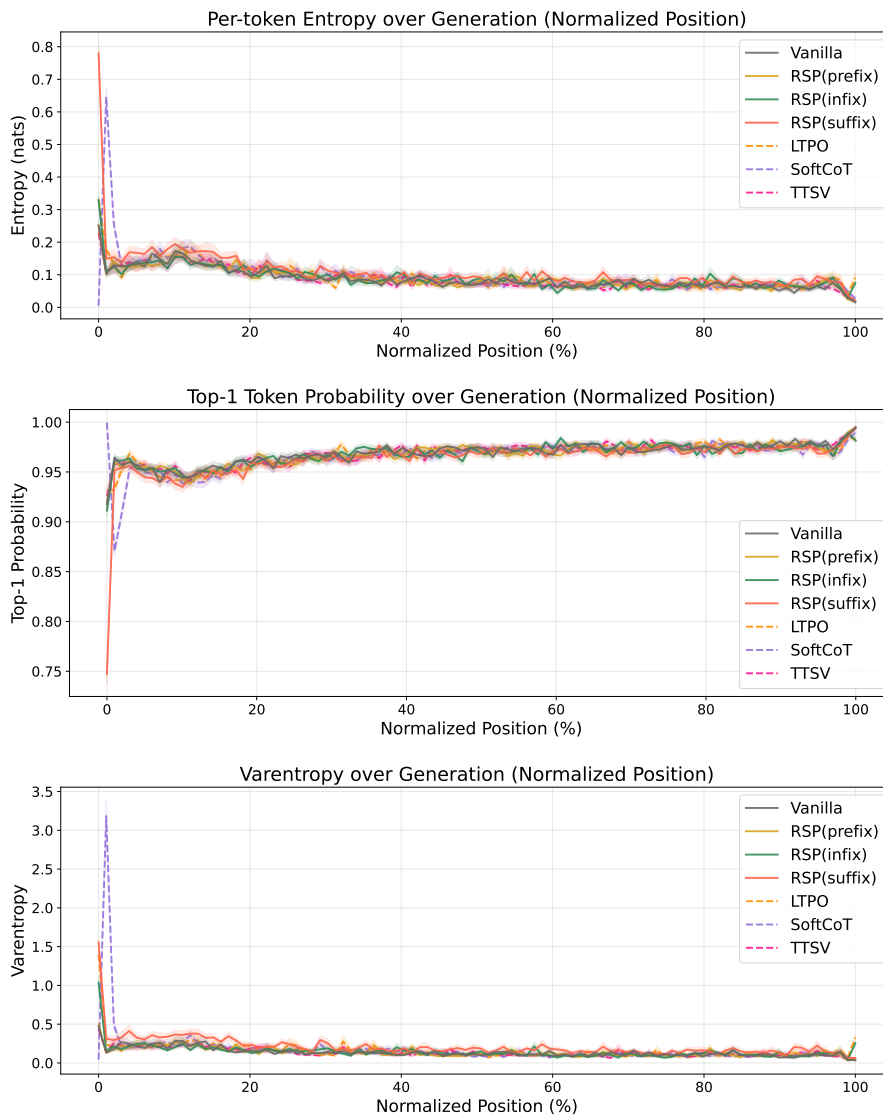 Per-token Entropy over Generation (Normalized Position)
Entropy (nats)
0.8
0.7
0.6
0.5
0.4
0.3
0.2
0.1
0.0
0
20
40
60
80
100
Normalized Position (%)
Vanilla
RSP(prefix)
RSP(infix)
RSP(suffix)
LTPO
SoftCoT
TTSV
Top-1 Token Probability over Generation (Normalized Position)
Top-1 Probability
1.00
0.95
0.90
0.85
0.80
0.75
0
20
40
60
80
100
Normalized Position (%)
Vanilla
RSP(prefix)
RSP(infix)
RSP(suffix)
LTPO
SoftCoT
TTSV
Varentropy over Generation (Normalized Position)
Varentropy
3.5
3.0
2.5
2.0
1.5
1.0
0.5
0.0
0
20
40
60
80
100
Normalized Position (%)
Vanilla
RSP(prefix)
RSP(infix)
RSP(suffix)
LTPO
SoftCoT
TTSV